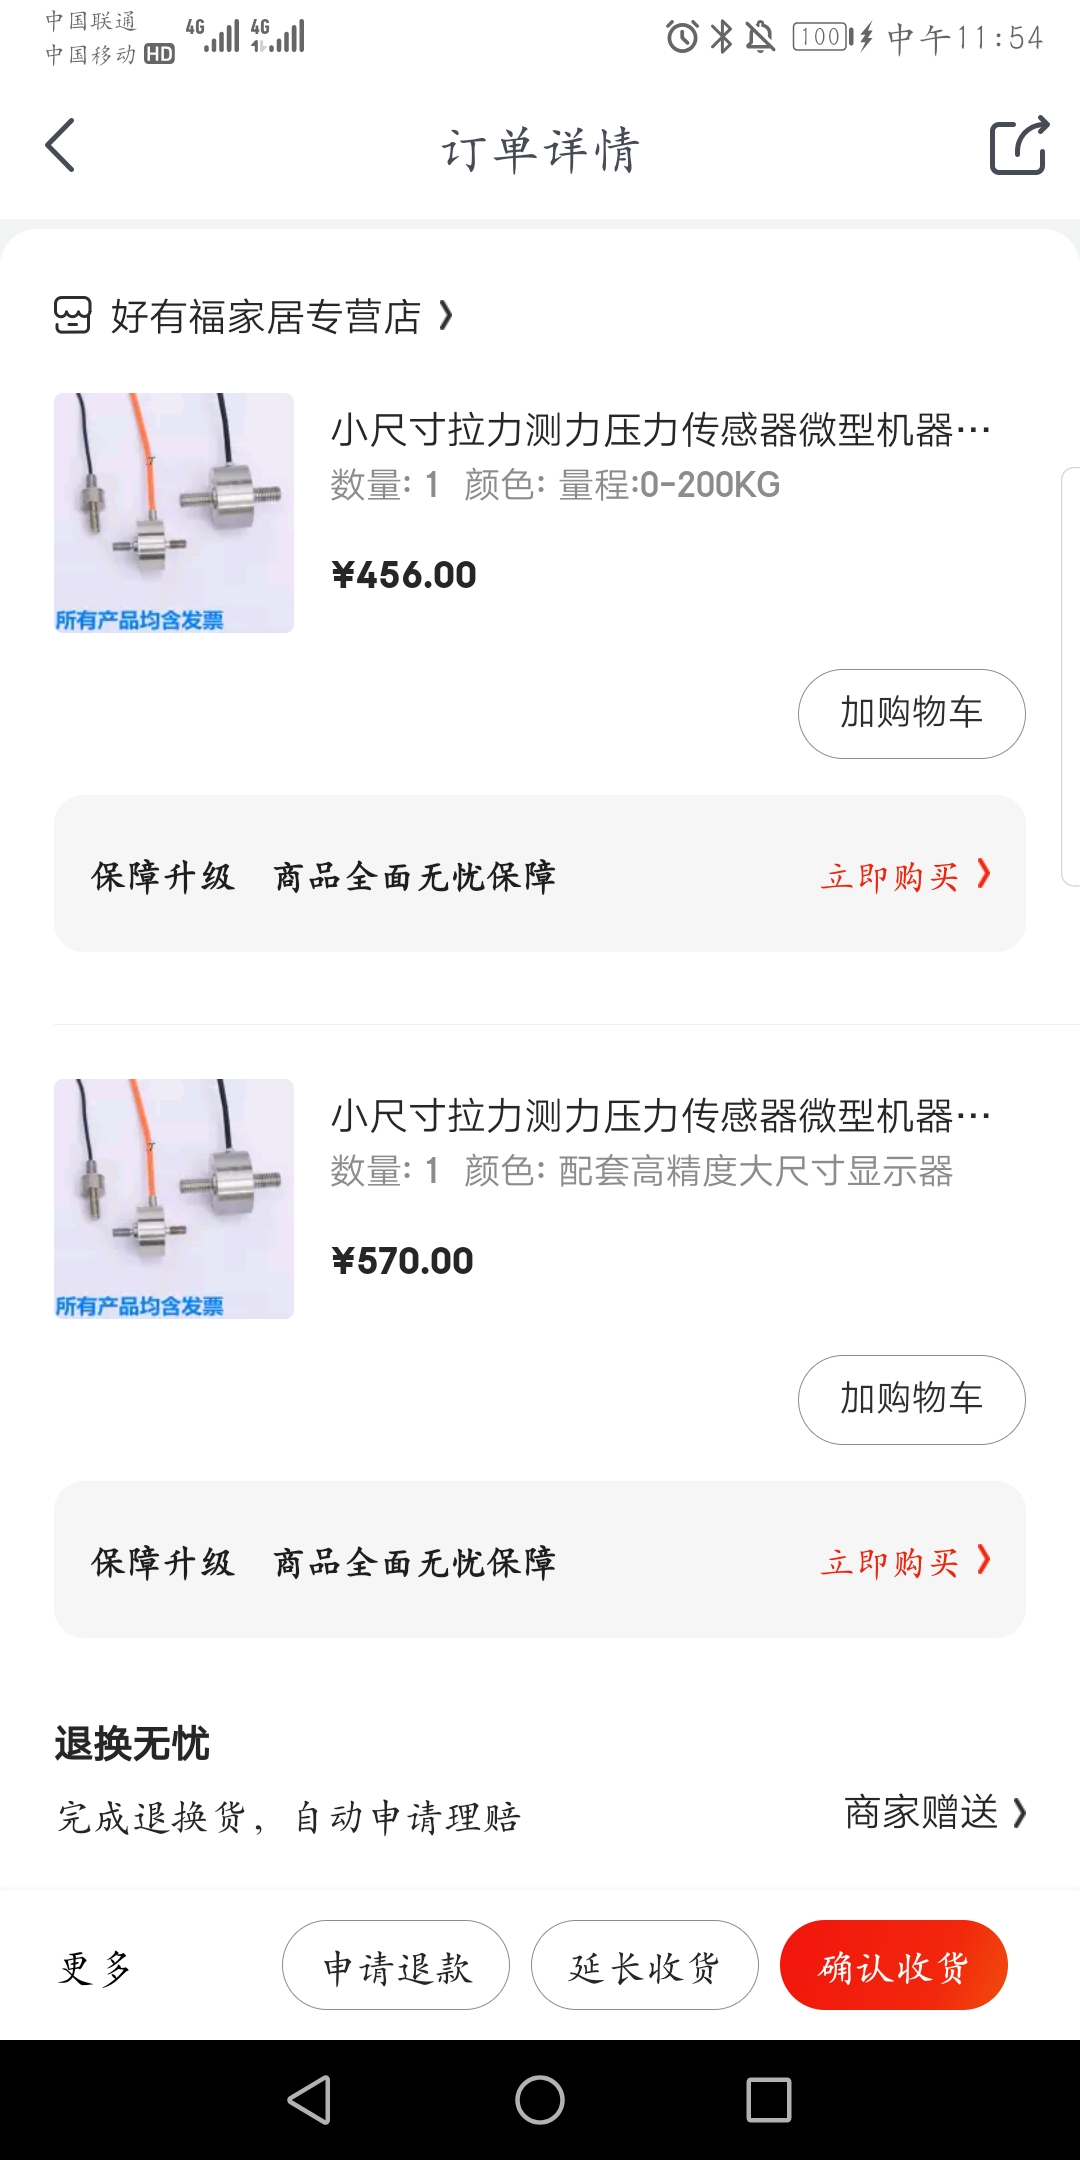 中国联通
中国移动 HD 4G 4G 100 中午11:54
订单详情
好有福家居专营店
小尺寸拉力测力压力传感器微型机器…
数量: 1 颜色: 量程:0-200KG
¥456.00
所有产品均含发票
加购物车
保障升级 商品全面无忧保障 立即购买
小尺寸拉力测力压力传感器微型机器…
数量: 1 颜色: 配套高精度大尺寸显示器
¥570.00
所有产品均含发票
加购物车
保障升级 商品全面无忧保障 立即购买
退换无忧
完成退换货，自动申请理赔 商家赠送
更多 申请退款 延长收货 确认收货